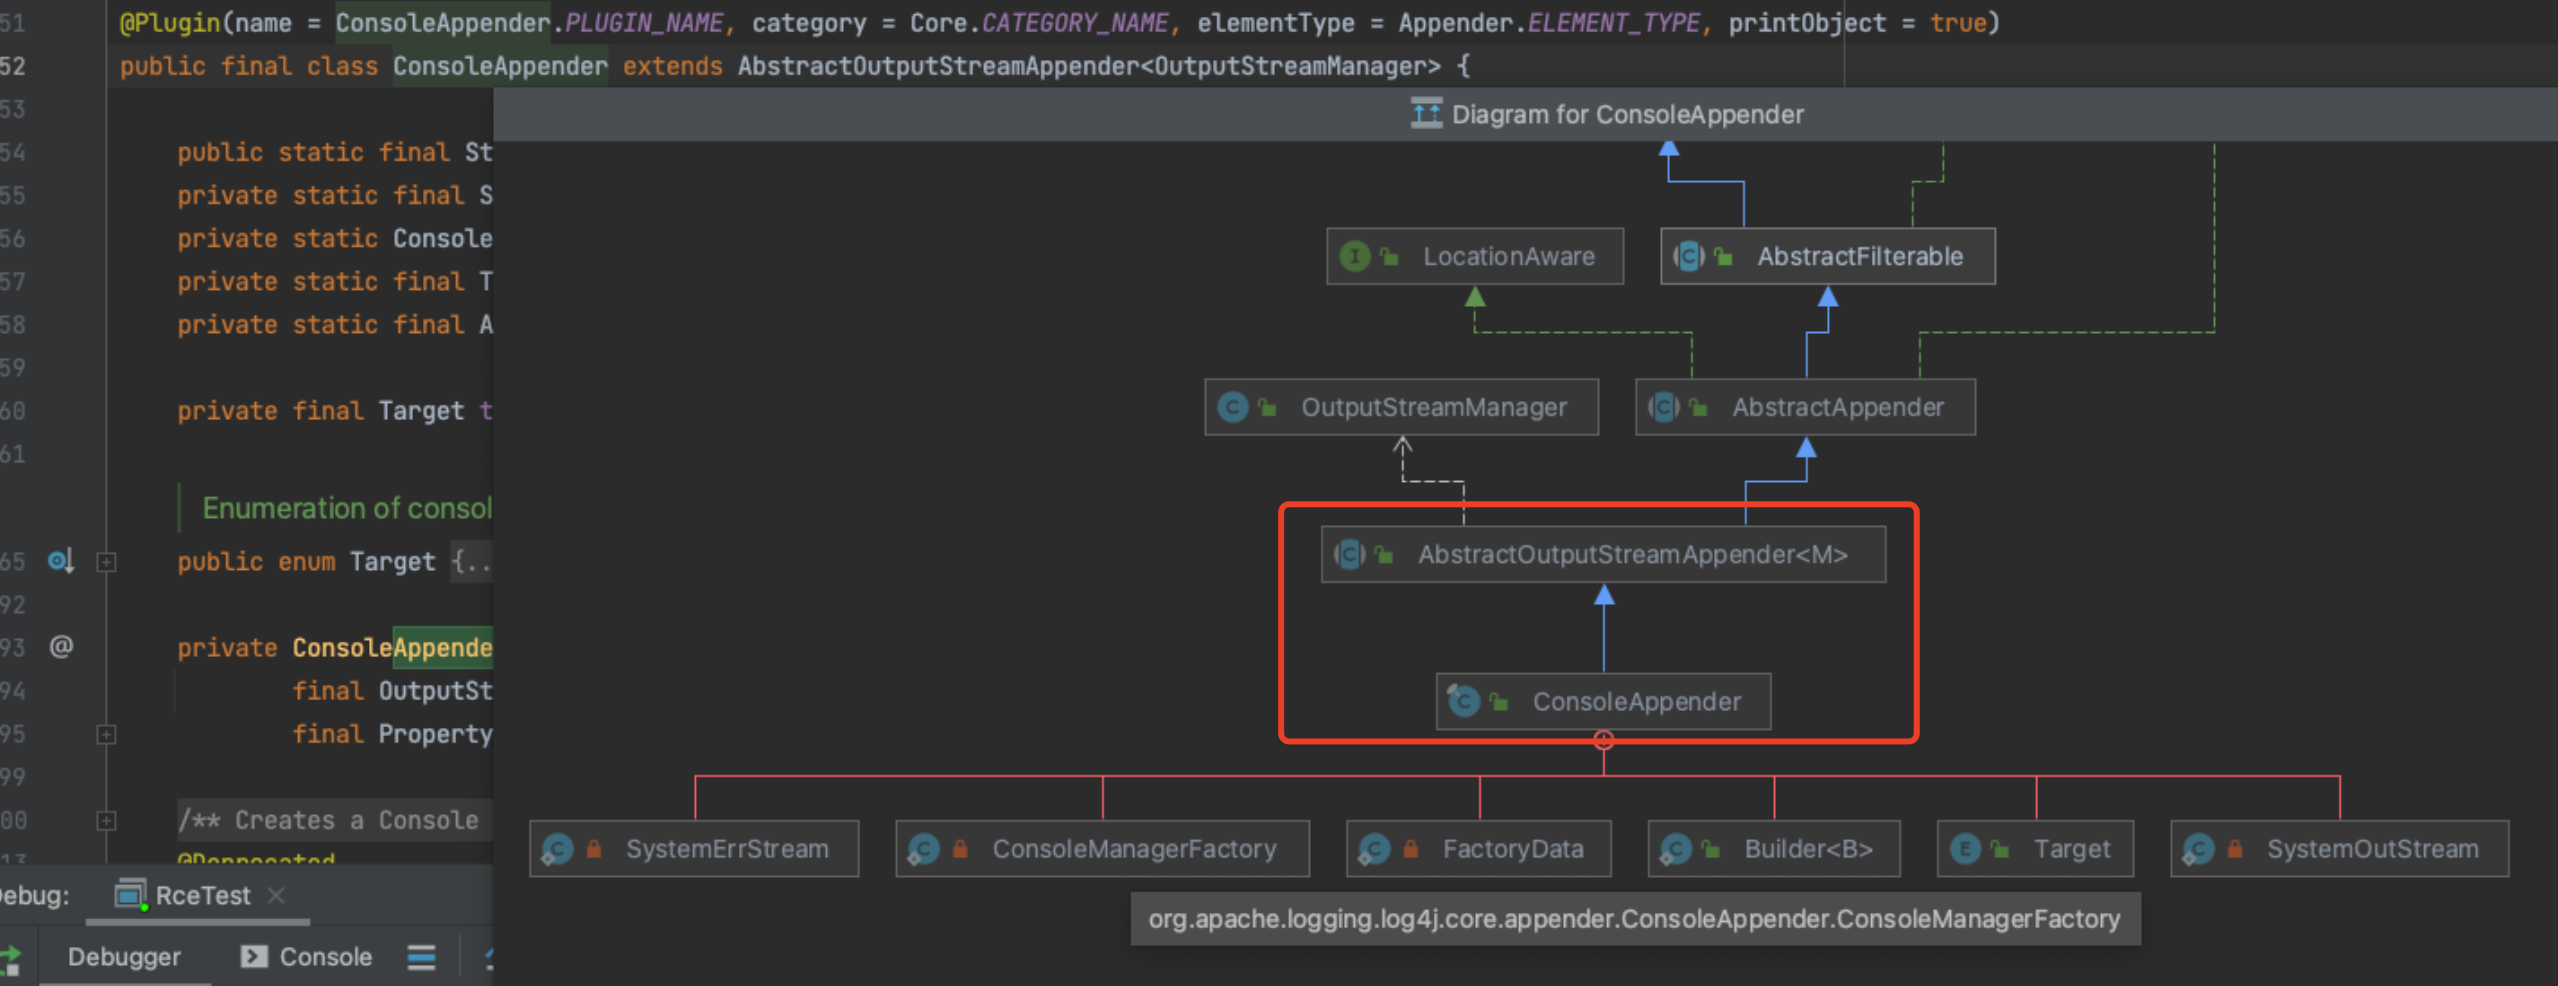 51 @Plugin(name = ConsoleAppender.PLUGIN_NAME, category = Core.CATEGORY_NAME, elementType = Appender.ELEMENT_TYPE, printObject = true)
52 public final class ConsoleAppender extends AbstractOutputStreamAppender<OutputStreamManager> {
53
Diagram for ConsoleAppender
54 public static final St
55 private static final S
56 private static Console
57 private static final T
58 private static final A
59
60 private final Target t
61
Enumeration of consol
65 public enum Target {..
92
93 @ private ConsoleAppende
94 final OutputSt
95 final Property
99
00 /** Creates a Console
13 @Deprecated
LocationAware
AbstractFilterable
OutputStreamManager
AbstractAppender
AbstractOutputStreamAppender<M>
ConsoleAppender
SystemErrStream
ConsoleManagerFactory
FactoryData
Builder<B>
Target
SystemOutStream
org.apache.logging.log4j.core.appender.ConsoleAppender.ConsoleManagerFactory
ebug: RceTest
Debugger Console